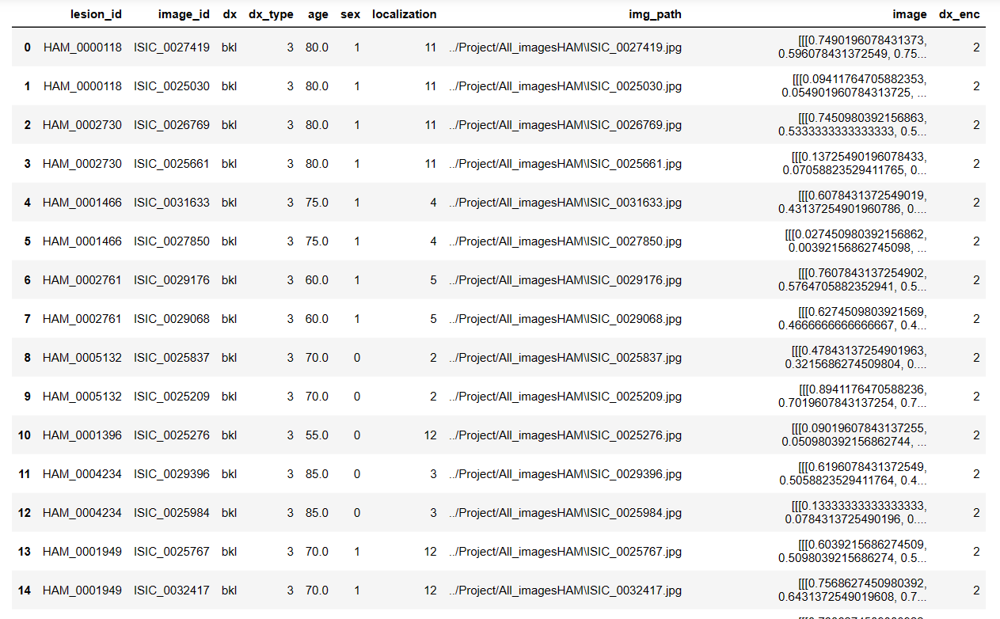 lesion_id image_id dx dx_type age sex localization img_path image dx_enc
0 HAM_0000118 ISIC_0027419 bkl 3 80.0 1 11 ../Project/All_imagesHAM\ISIC_0027419.jpg [[[0.7490196078431373, 0.596078431372549, 0.75... 2
1 HAM_0000118 ISIC_0025030 bkl 3 80.0 1 11 ../Project/All_imagesHAM\ISIC_0025030.jpg [[[0.09411764705882353, 0.054901960784313725, ... 2
2 HAM_0002730 ISIC_0026769 bkl 3 80.0 1 11 ../Project/All_imagesHAM\ISIC_0026769.jpg [[[0.7450980392156863, 0.5333333333333333, 0.5... 2
3 HAM_0002730 ISIC_0025661 bkl 3 80.0 1 11 ../Project/All_imagesHAM\ISIC_0025661.jpg [[[0.13725490196078433, 0.07058823529411765, 0... 2
4 HAM_0001466 ISIC_0031633 bkl 3 75.0 1 4 ../Project/All_imagesHAM\ISIC_0031633.jpg [[[0.6078431372549019, 0.43137254901960786, 0.... 2
5 HAM_0001466 ISIC_0027850 bkl 3 75.0 1 4 ../Project/All_imagesHAM\ISIC_0027850.jpg [[[0.027450980392156862, 0.00392156862745098, ... 2
6 HAM_0002761 ISIC_0029176 bkl 3 60.0 1 5 ../Project/All_imagesHAM\ISIC_0029176.jpg [[[0.7607843137254902, 0.5764705882352941, 0.5... 2
7 HAM_0002761 ISIC_0029068 bkl 3 60.0 1 5 ../Project/All_imagesHAM\ISIC_0029068.jpg [[[0.6274509803921569, 0.4666666666666667, 0.4... 2
8 HAM_0005132 ISIC_0025837 bkl 3 70.0 0 2 ../Project/All_imagesHAM\ISIC_0025837.jpg [[[0.47843137254901963, 0.3215686274509804, 0.... 2
9 HAM_0005132 ISIC_0025209 bkl 3 70.0 0 2 ../Project/All_imagesHAM\ISIC_0025209.jpg [[[0.8941176470588236, 0.7019607843137254, 0.7... 2
10 HAM_0001396 ISIC_0025276 bkl 3 55.0 0 12 ../Project/All_imagesHAM\ISIC_0025276.jpg [[[0.09019607843137255, 0.050980392156862744, ... 2
11 HAM_0004234 ISIC_0029396 bkl 3 85.0 0 3 ../Project/All_imagesHAM\ISIC_0029396.jpg [[[0.6196078431372549, 0.5058823529411764, 0.4... 2
12 HAM_0004234 ISIC_0025984 bkl 3 85.0 0 3 ../Project/All_imagesHAM\ISIC_0025984.jpg [[[0.13333333333333333, 0.0784313725490196, 0.... 2
13 HAM_0001949 ISIC_0025767 bkl 3 70.0 1 12 ../Project/All_imagesHAM\ISIC_0025767.jpg [[[0.6039215686274509, 0.5098039215686274, 0.5... 2
14 HAM_0001949 ISIC_0032417 bkl 3 70.0 1 12 ../Project/All_imagesHAM\ISIC_0032417.jpg [[[0.7568627450980392, 0.6431372549019608, 0.7... 2